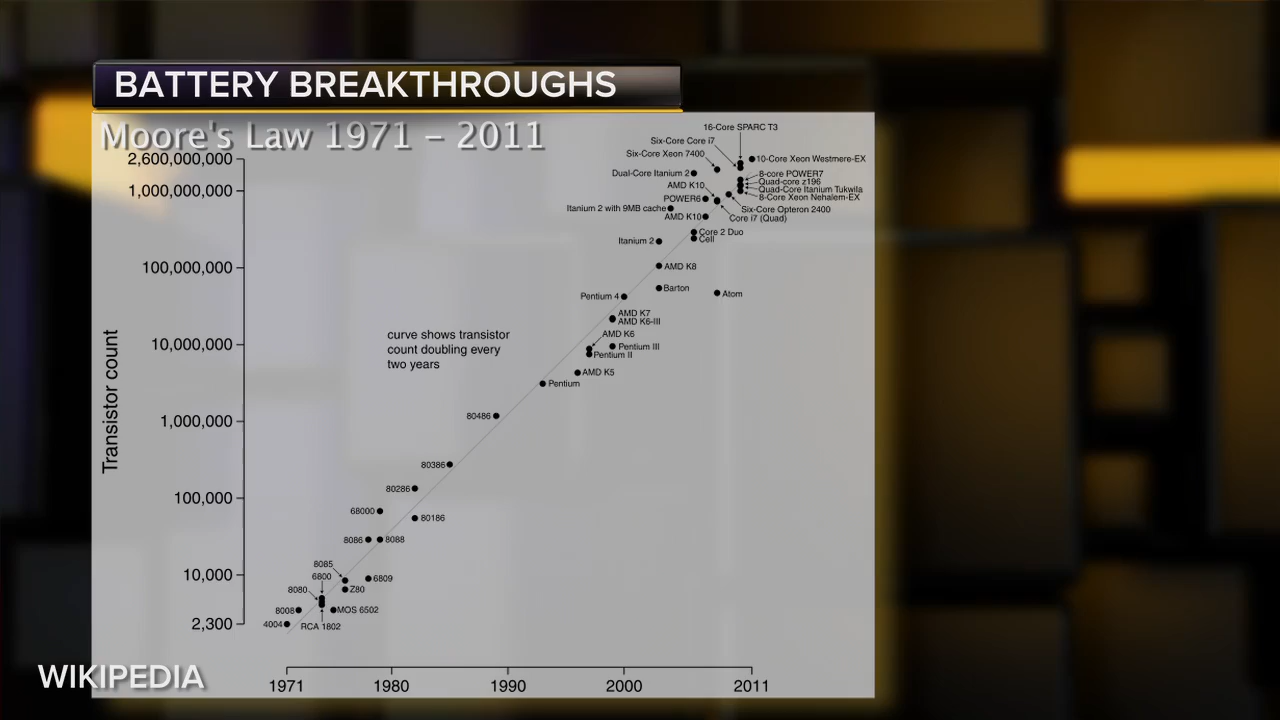 BATTERY BREAKTHROUGHS
Moore's Law 1971 – 2011
16-Core SPARC T3
Six-Core Core i7
Six-Core Xeon 7400
10-Core Xeon Westmere-EX
Dual-Core Itanium 2
8-core POWER7
Quad-core z196
AMD K10
Quad-Core Itanium Tukwila
POWER6
8-Core Xeon Nehalem-EX
Itanium 2 with 9MB cache
Six-Core Opteron 2400
AMD K10
Core i7 (Quad)
Core 2 Duo
Itanium 2
Cell
AMD K8
Barton
Atom
Pentium 4
AMD K7
AMD K6-III
AMD K6
Pentium III
Pentium II
AMD K5
Pentium
80486
80386
80286
68000
80186
8086
8088
8085
6800
6809
8080
Z80
8008
MOS 6502
4004
RCA 1802
curve shows transistor
count doubling every
two years
Transistor count
2,600,000,000
1,000,000,000
100,000,000
10,000,000
1,000,000
100,000
10,000
2,300
1971
1980
1990
2000
2011
WIKIPEDIA